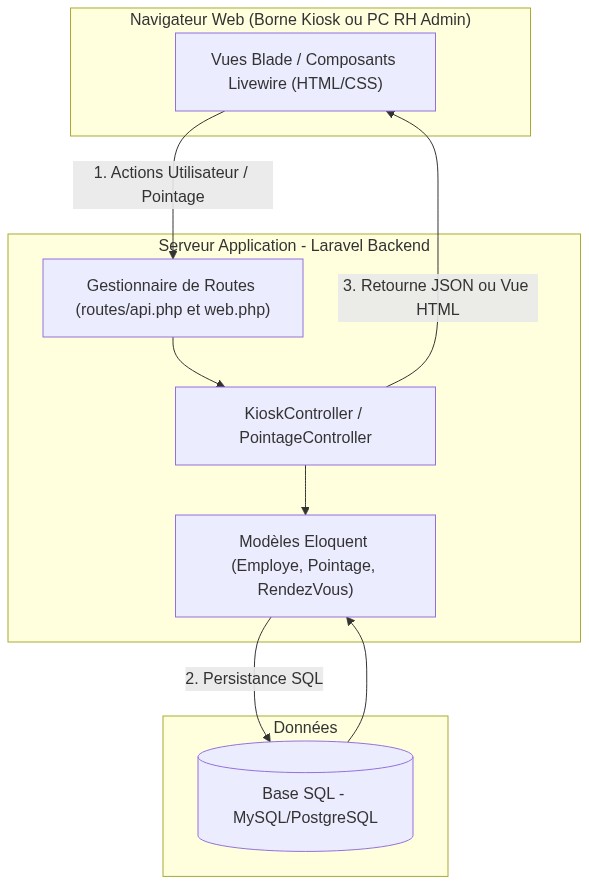 Navigateur Web (Borne Kiosk ou PC RH Admin)
Vues Blade / Composants
Livewire (HTML/CSS)
1. Actions Utilisateur /
Pointage
Serveur Application - Laravel Backend
Gestionnaire de Routes
(routes/api.php et web.php)
3. Retourne JSON ou Vue
HTML
KioskController /
PointageController
Modèles Eloquent
(Employe, Pointage,
RendezVous)
2. Persistance SQL
Données
Base SQL -
MySQL/PostgreSQL